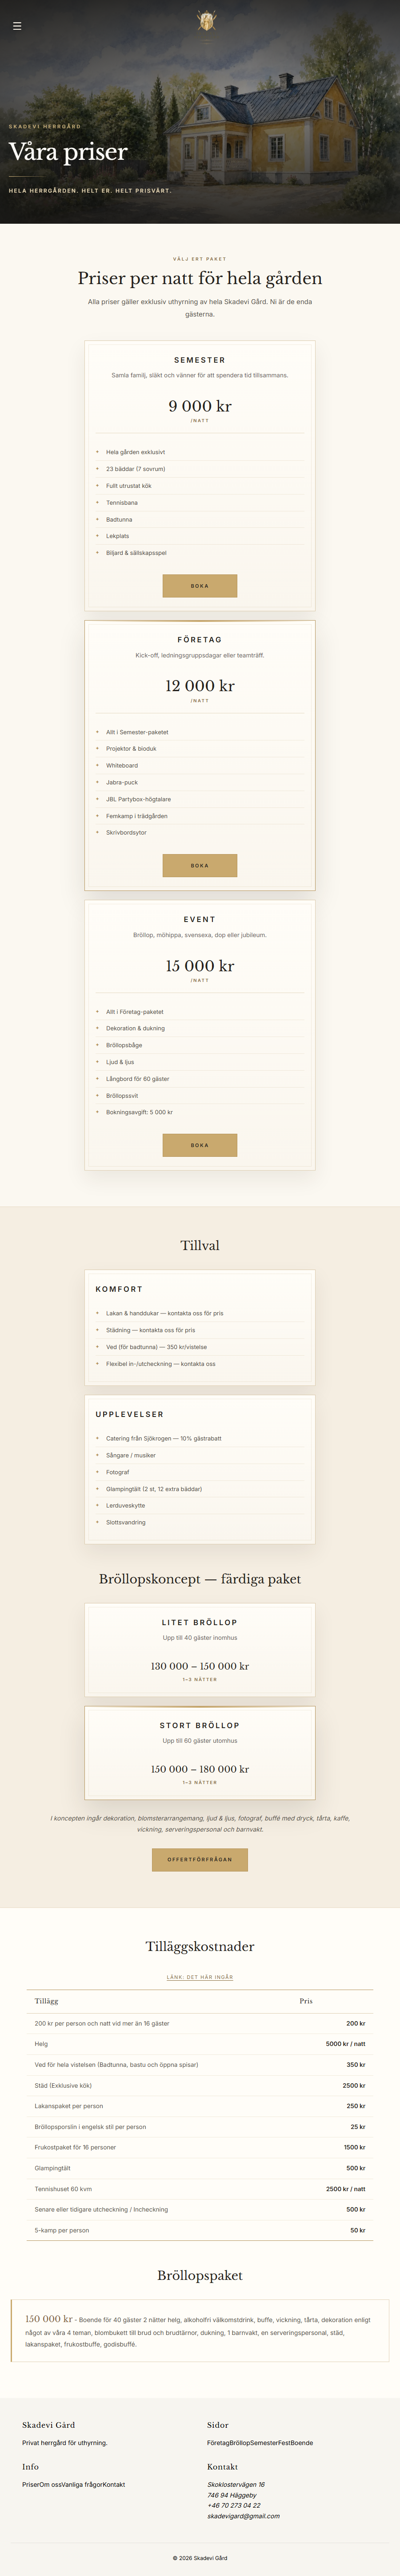 SKADEVI HERRGÅRD
Våra priser
HELA HERRGÅRDEN. HELT ER. HELT PRISVÄRT.
VÄLJ ERT PAKET
Priser per natt för hela gården
Alla priser gäller exklusiv uthyrning av hela Skadevi Gård. Ni är de enda
gästerna.
SEMESTER
Samla familj, släkt och vänner för att spendera tid tillsammans.
9 000 kr
/NATT
+ Hela gården exklusivt
+ 23 bäddar (7 sovrum)
+ Fullt utrustat kök
+ Tennisbana
+ Badtunna
+ Lekplats
+ Biljard & sällskapsspel
BOKA
FÖRETAG
Kick-off, ledningsgruppsdagar eller teamträff.
12 000 kr
/NATT
+ Allt i Semester-paketet
+ Projektor & bioduk
+ Whiteboard
+ Jabra-puck
+ JBL Partybox-högtalare
+ Femkamp i trädgården
+ Skrivbordsytor
BOKA
EVENT
Bröllop, möhippa, svensexa, dop eller jubileum.
15 000 kr
/NATT
+ Allt i Företag-paketet
+ Dekoration & dukning
+ Bröllopsbåge
+ Ljud & ljus
+ Långbord för 60 gäster
+ Bröllopssvit
+ Bokningsavgift: 5 000 kr
BOKA
Tillval
KOMFORT
+ Lakan & handdukar — kontakta oss för pris
+ Städning — kontakta oss för pris
+ Ved (för badtunna) — 350 kr/vistelse
+ Flexibel in-/utcheckning — kontakta oss
UPPLEVELSER
+ Catering från Sjökrogen — 10% gästrabatt
+ Sångare / musiker
+ Fotograf
+ Glampingtält (2 st, 12 extra bäddar)
+ Lerduveskytte
+ Slottsvandring
Bröllopskoncept — färdiga paket
LITET BRÖLLOP
Upp till 40 gäster inomhus
130 000 – 150 000 kr
1–3 NÄTTER
STORT BRÖLLOP
Upp till 60 gäster utomhus
150 000 – 180 000 kr
1–3 NÄTTER
I koncepten ingår dekoration, blomsterarrangemang, ljud & ljus, fotograf, buffé med dryck, tårta, kaffe,
vickning, serveringspersonal och barnvakt.
OFFERTFÖRFRÅGAN
Tilläggskostnader
LÄNK: DET HÄR INGÅR
Tillägg Pris
200 kr per person och natt vid mer än 16 gäster 200 kr
Helg 5000 kr / natt
Ved för hela vistelsen (Badtunna, bastu och öppna spisar) 350 kr
Städ (Exklusive kök) 2500 kr
Lakanspaket per person 250 kr
Bröllopsporslin i engelsk stil per person 25 kr
Frukostpaket för 16 personer 1500 kr
Glampingtält 500 kr
Tennishuset 60 kvm 2500 kr / natt
Senare eller tidigare utcheckning / Incheckning 500 kr
5-kamp per person 50 kr
Bröllopspaket
150 000 kr - Boende för 40 gäster 2 nätter helg, alkoholfri välkomstdrink, buffe, vickning, tårta, dekoration enligt
något av våra 4 teman, blombukett till brud och brudtärnor, dukning, 1 barnvakt, en serveringspersonal, städ,
lakanspaket, frukostbuffe, godisbuffé.
Skadevi Gård
Privat herrgård för uthyrning.
Sidor
FöretagBröllopSemesterFestBoende
Info
PriserOm ossVanliga frågorKontakt
Kontakt
Skoklostervägen 16
746 94 Häggeby
+46 70 273 04 22
skadevigard@gmail.com
© 2026 Skadevi Gård